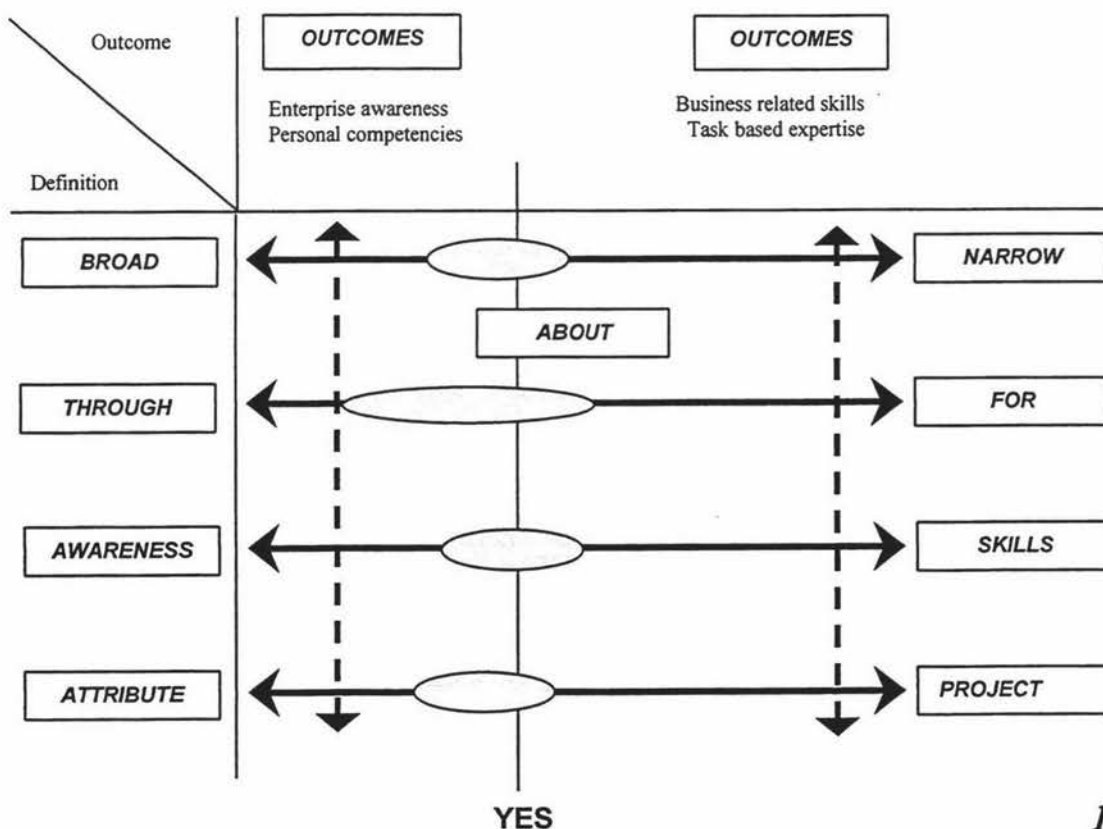 Outcome
OUTCOMES
OUTCOMES
Enterprise awareness
Personal competencies
Business related skills
Task based expertise
Definition
BROAD
NARROW
ABOUT
THROUGH
FOR
AWARENESS
SKILLS
ATTRIBUTE
PROJECT
YES